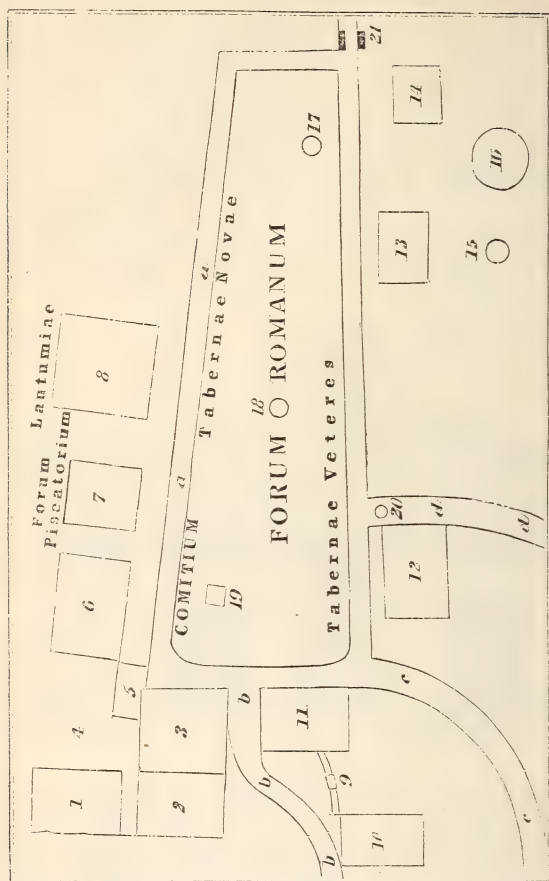 Lautumiae
Forum
Piscatorium
8
7
6
4
5
1
2
3
COMITIUM
a
a
Tabernae Novae
19
18
FORUM ROMANUM
17
21
Tabernae Veteres
b
b
b
11
9
10
c
c
12
20
d
d
13
14
15
16